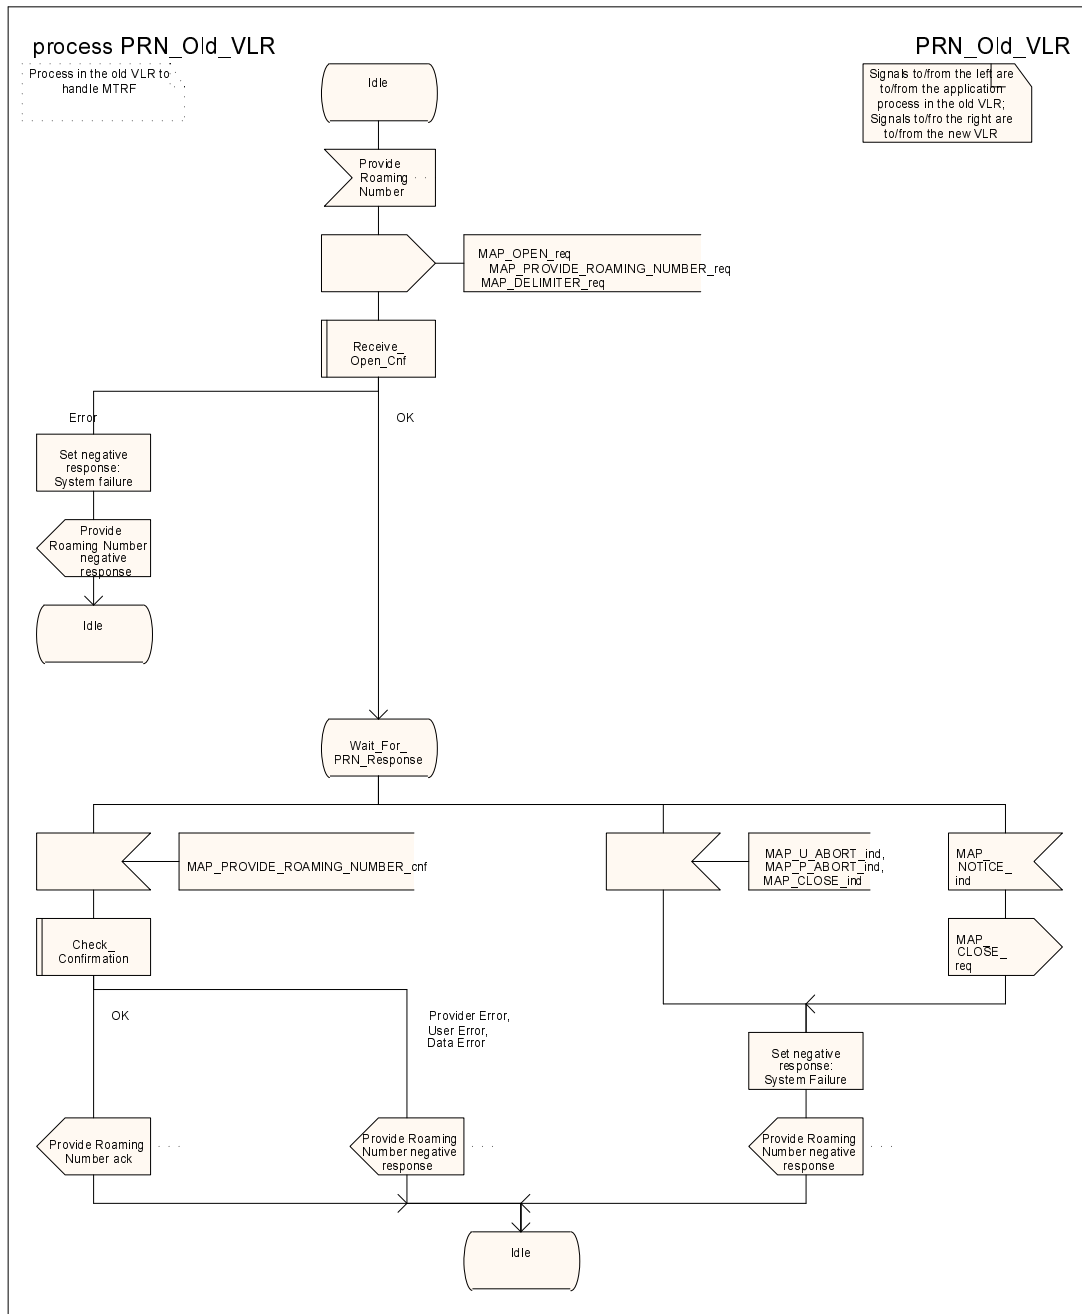 process PRN_Old_VLR
PRN_Old_VLR
Process in the old VLR to
handle MTRF
Idle
Signals to/from the left are
to/from the application
process in the old VLR;
Signals to/fro the right are
to/from the new VLR
Provide
Roaming
Number
MAP_OPEN_req
MAP_PROVIDE_ROAMING_NUMBER_req
MAP_DELIMITER_req
Receive_
Open_Cnf
Error
OK
Set negative
response:
System failure
Provide
Roaming Number
negative
response
Idle
Wait_For_
PRN_Response
MAP_PROVIDE_ROAMING_NUMBER_cnf
MAP_U_ABORT_ind,
MAP_P_ABORT_ind,
MAP_CLOSE_ind
MAP_
NOTICE_
ind
Check_
Confirmation
MAP_
CLOSE_
req
OK
Provider Error,
User Error,
Data Error
Set negative
response:
System Failure
Provide Roaming
Number ack
Provide Roaming
Number negative
response
Provide Roaming
Number negative
response
Idle